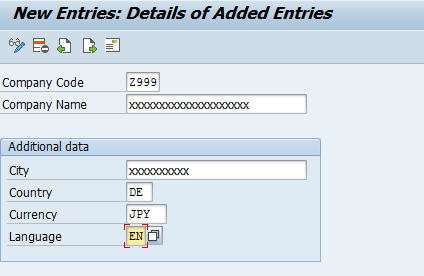 New Entries: Details of Added Entries
Company Code Z999
Company Name xxxxxxxxxxxxxxxxxxxx
Additional data
City xxxxxxxxxx
Country DE
Currency JPY
Language EN